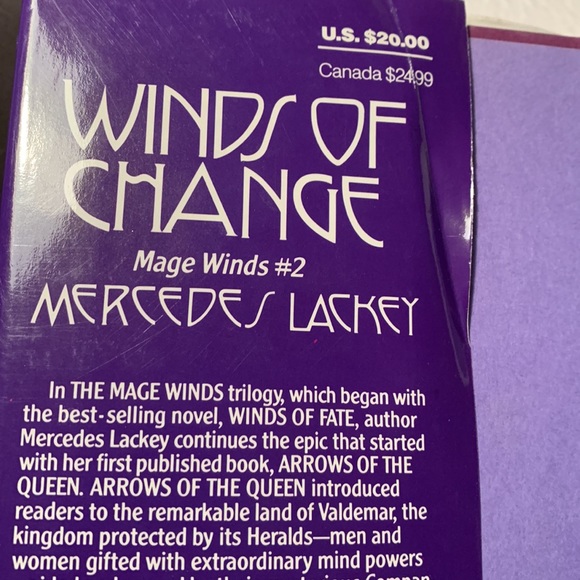 U.S. $20.00
Canada $24.99
WINDS OF
CHANGE
Mage Winds #2
MERCEDES LACKEY
In THE MAGE WINDS trilogy, which began with
the best-selling novel, WINDS OF FATE, author
Mercedes Lackey continues the epic that started
with her first published book, ARROWS OF THE
QUEEN. ARROWS OF THE QUEEN introduced
readers to the remarkable land of Valdemar, the
kingdom protected by its Heralds—men and
women gifted with extraordinary mind powers